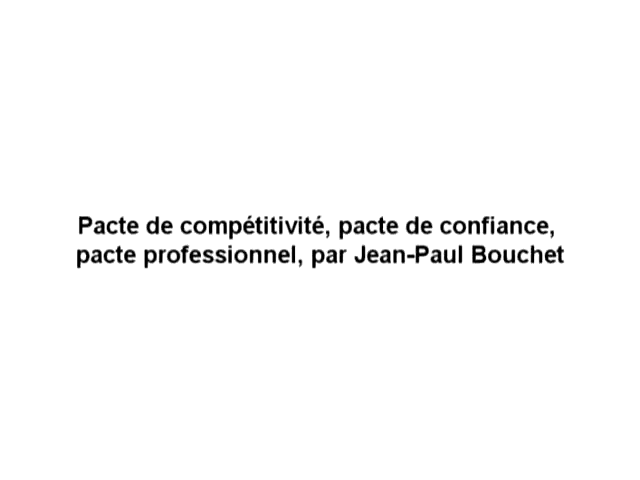 Pacte de compétitivité, pacte de confiance,
pacte professionnel, par Jean-Paul Bouchet